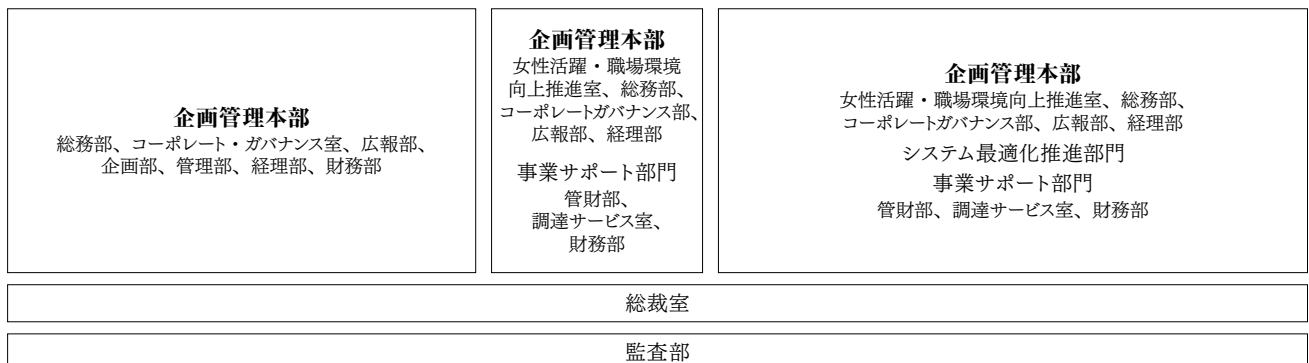 企画管理本部
総務部、コーポレート・ガバナンス室、広報部、
企画部、管理部、経理部、財務部
企画管理本部
女性活躍・職場環境
向上推進室、総務部、
コーポレートガバナンス部、
広報部、経理部
事業サポート部門
管財部、
調達サービス室、
財務部
企画管理本部
女性活躍・職場環境向上推進室、総務部、
コーポレートガバナンス部、広報部、経理部
システム最適化推進部門
事業サポート部門
管財部、調達サービス室、財務部
総裁室
監査部